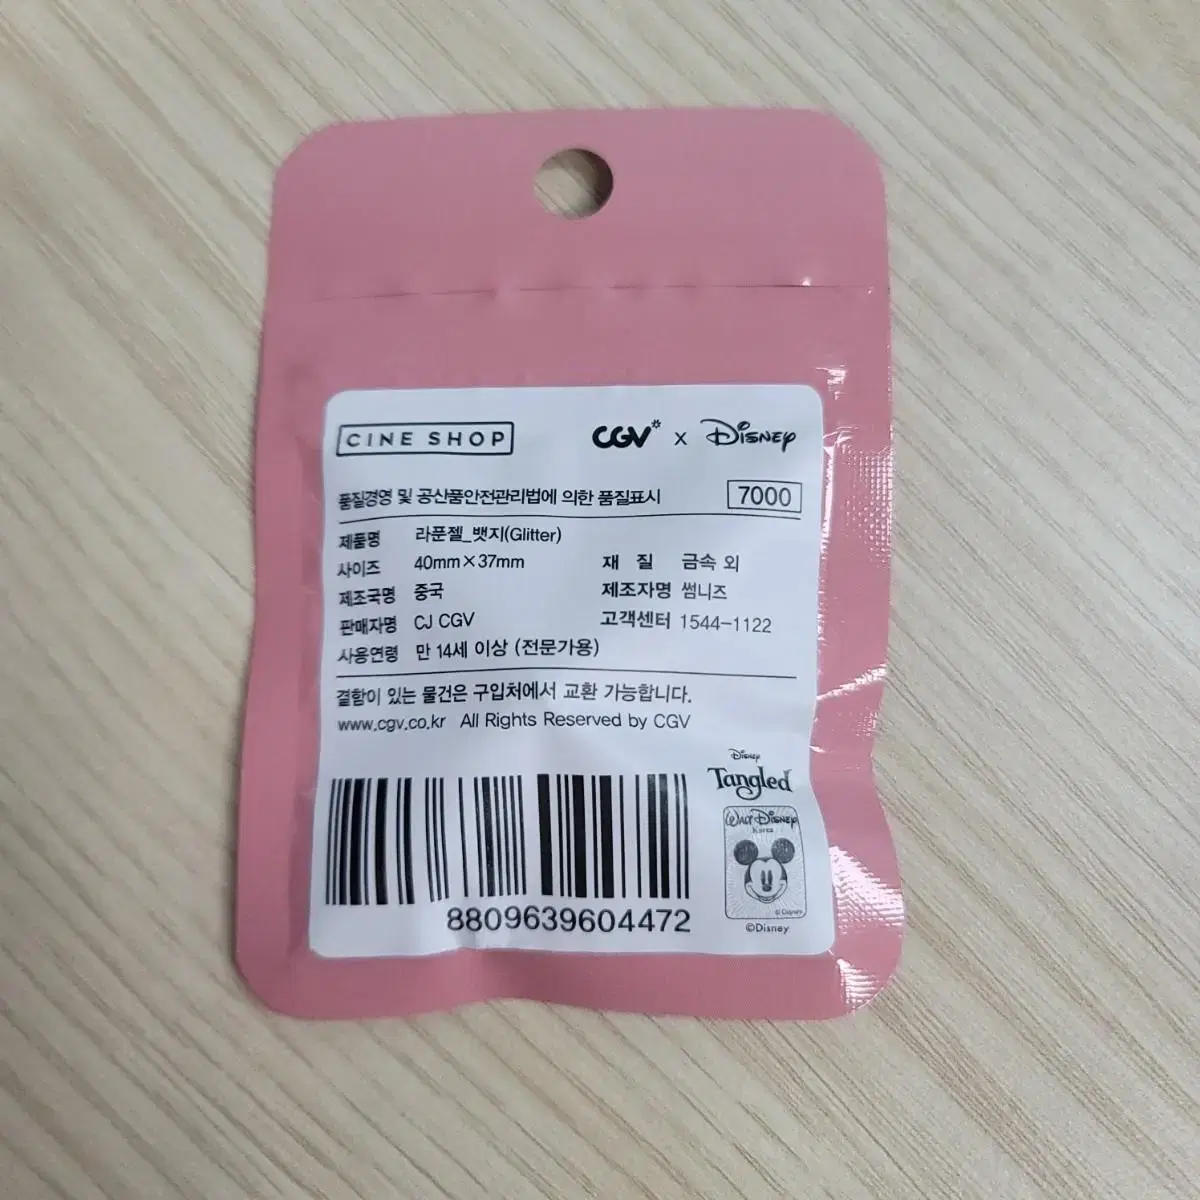 CINE SHOP CGV* x Disney
품질경영 및 공산품안전관리법에 의한 품질표시 7000
제품명 라푼젤_뱃지(Glitter)
사이즈 40mm×37mm 재 질 금속 외
제조국명 중국 제조자명 썸니즈
판매자명 CJ CGV 고객센터 1544-1122
사용연령 만 14세 이상 (전문가용)
결함이 있는 물건은 구입처에서 교환 가능합니다.
www.cgv.co.kr All Rights Reserved by CGV
Disney
Tangled
WALT DISNEY
Korea
© Disney
©Disney
8809639604472